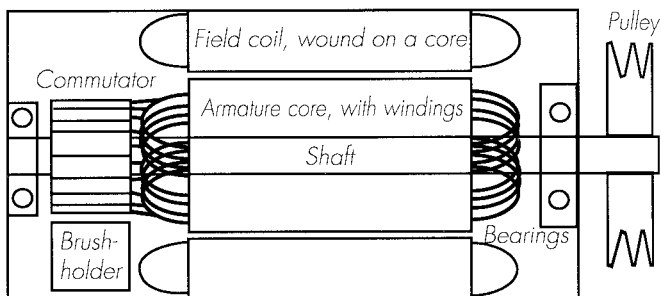 Field coil, wound on a core
Pulley
Commutator
Armature core, with windings
Shaft
Brush-
holder
Bearings